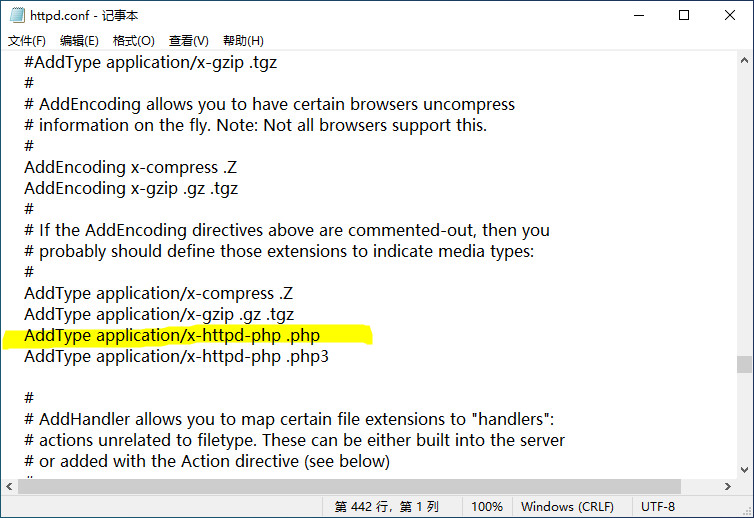 httpd.conf - 记事本
文件(F) 编辑(E) 格式(O) 查看(V) 帮助(H)
#AddType application/x-gzip .tgz
#
# AddEncoding allows you to have certain browsers uncompress
# information on the fly. Note: Not all browsers support this.
#
AddEncoding x-compress .Z
AddEncoding x-gzip .gz .tgz
#
# If the AddEncoding directives above are commented-out, then you
# probably should define those extensions to indicate media types:
#
AddType application/x-compress .Z
AddType application/x-gzip .gz .tgz
AddType application/x-httpd-php .php
AddType application/x-httpd-php .php3
#
# AddHandler allows you to map certain file extensions to "handlers":
# actions unrelated to filetype. These can be either built into the server
# or added with the Action directive (see below)
#
第 442 行，第 1 列 100% Windows (CRLF) UTF-8